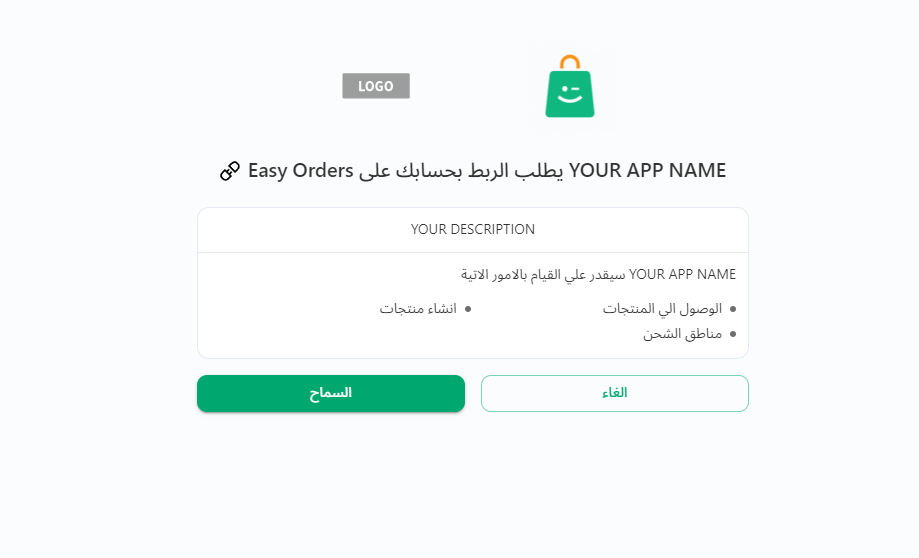 LOGO
YOUR APP NAME يطلب الربط بحسابك على Easy Orders
YOUR DESCRIPTION
YOUR APP NAME سيقدر علي القيام بالامور الاتية
الوصول الي المنتجات
انشاء منتجات
مناطق الشحن
الغاء
السماح